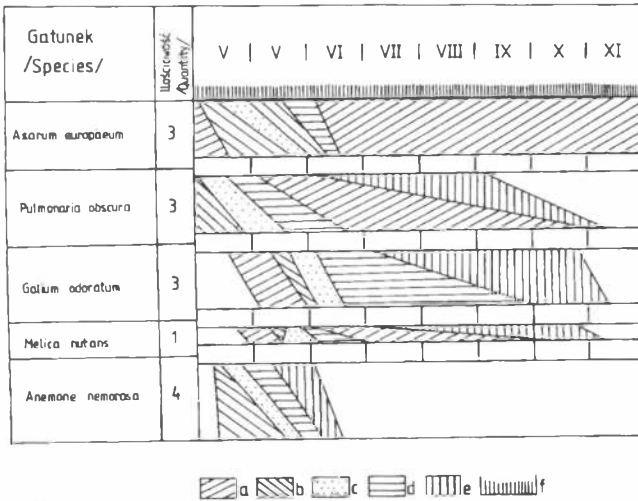 Gatunek
/Species/
Ilościowość
/Quantity/
V | V | VI | VII | VIII | IX | X | XI
Asarum europaeum 3
Pulmonaria obscura 3
Galium odoratum 3
Melica nutans 1
Anemone nemorosa 4
a b c d e f